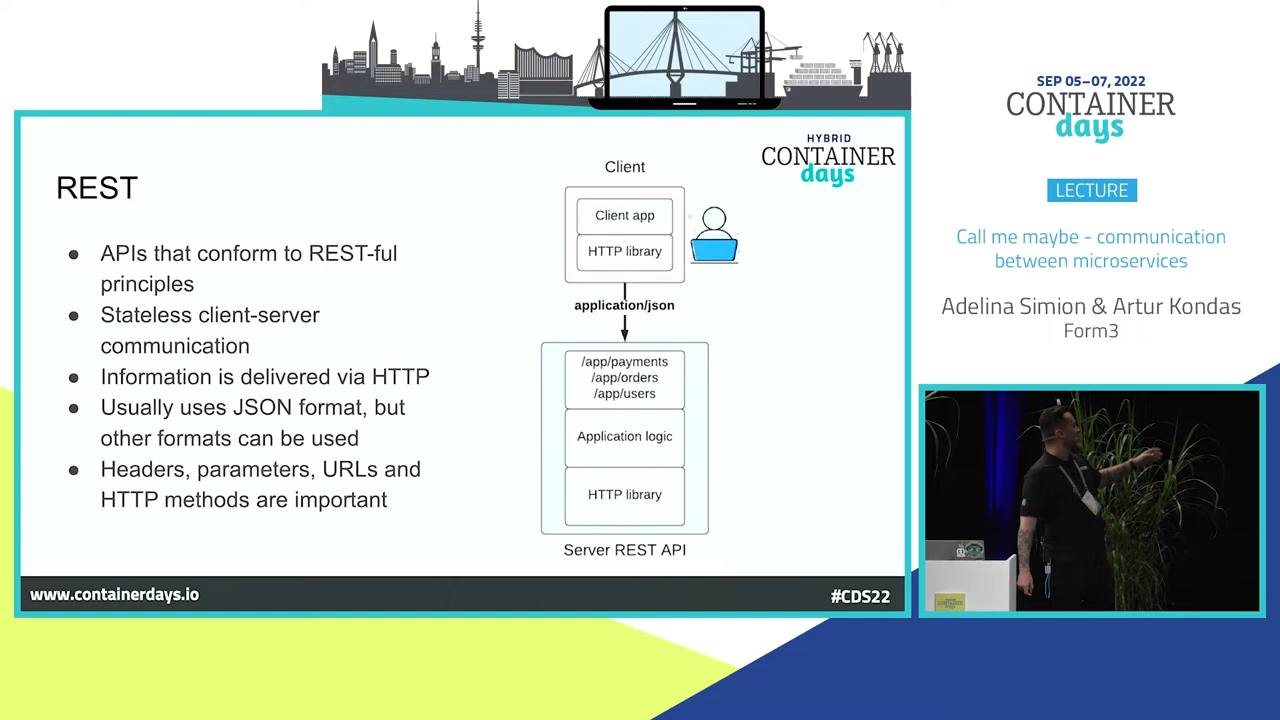 SEP 05–07, 2022
CONTAINER
days
LECTURE
Call me maybe - communication
between microservices
Adelina Simion & Artur Kondas
Form3
HYBRID
CONTAINER
days
REST
● APIs that conform to REST-ful
principles
● Stateless client-server
communication
● Information is delivered via HTTP
● Usually uses JSON format, but
other formats can be used
● Headers, parameters, URLs and
HTTP methods are important
Client
Client app
HTTP library
application/json
/app/payments
/app/orders
/app/users
Application logic
HTTP library
Server REST API
www.containerdays.io
#CDS22